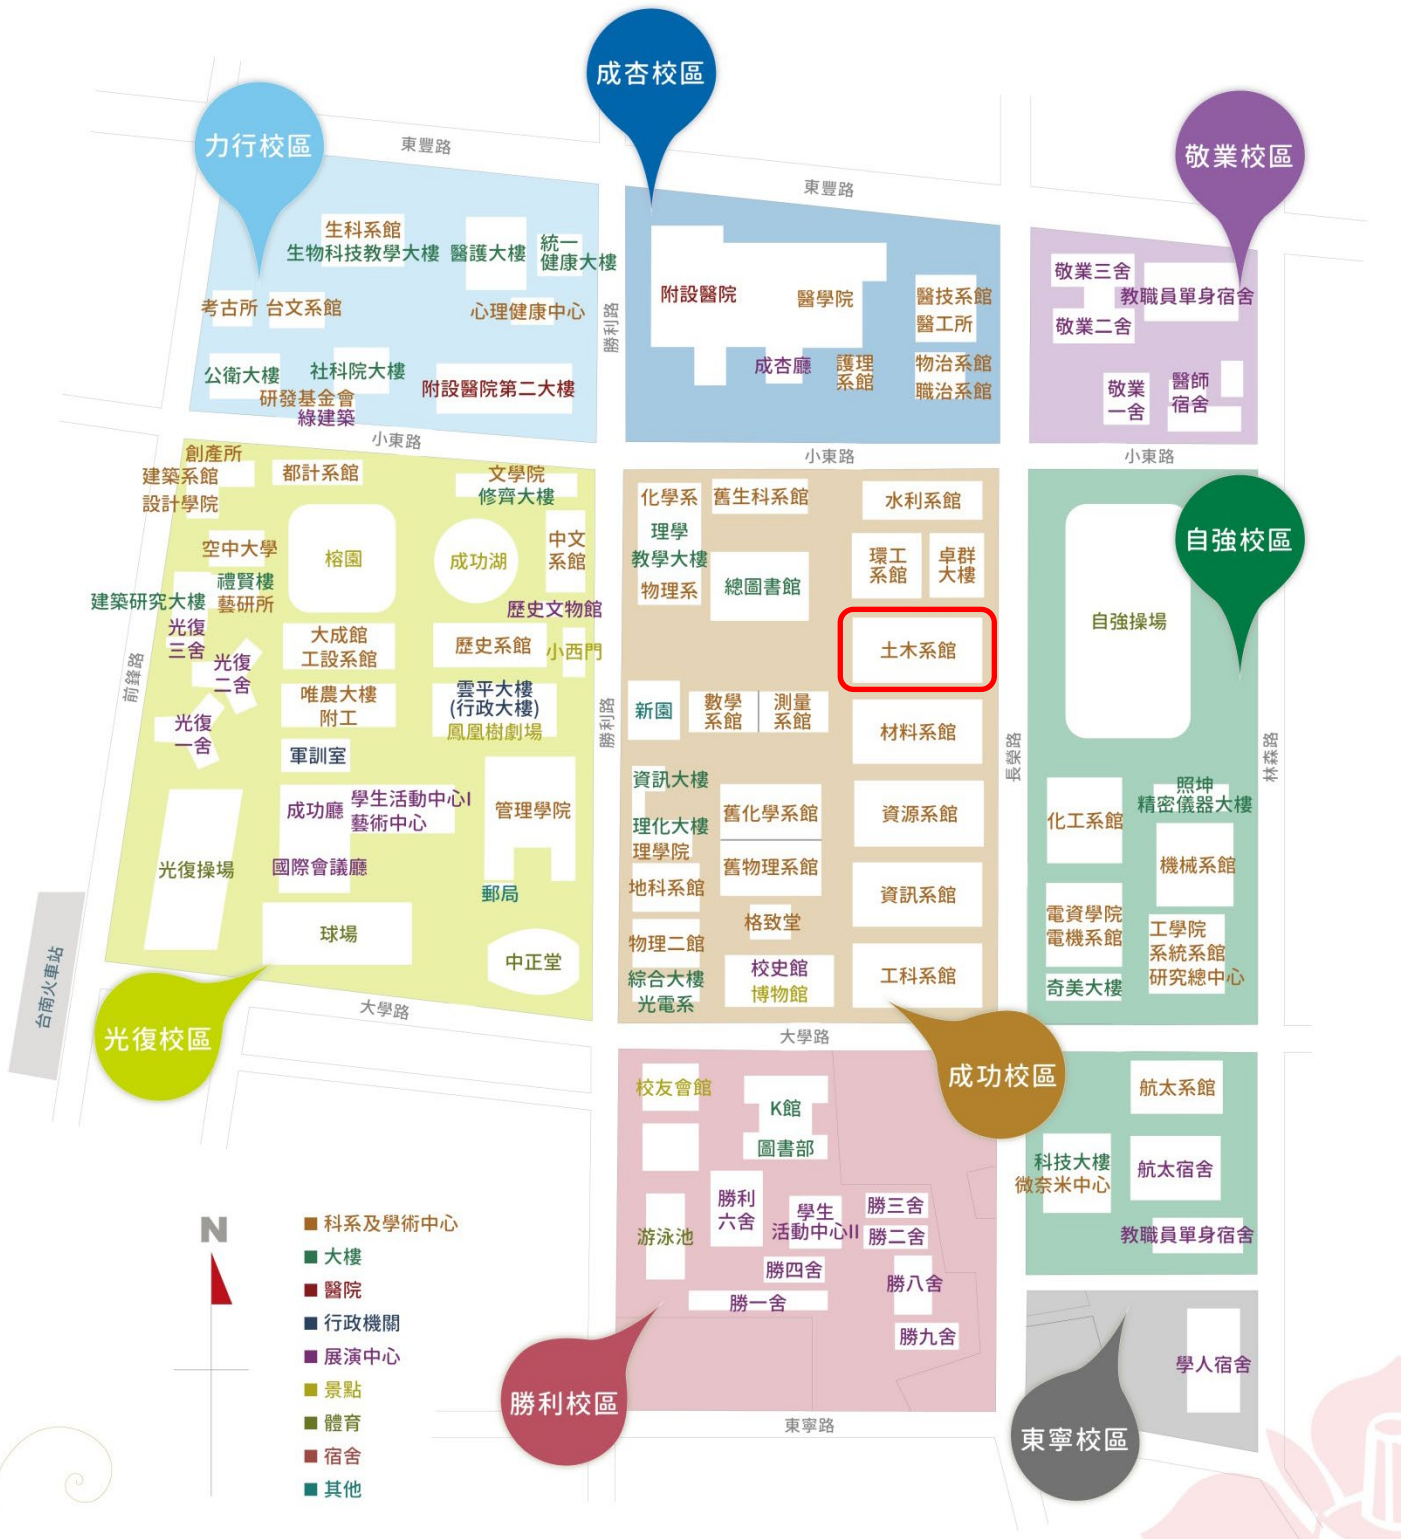 成杏校區
力行校區
敬業校區
東豐路
東豐路
生科系館
生物科技教學大樓
醫護大樓
統一
健康大樓
考古所
台文系館
心理健康中心
公衛大樓
社科院大樓
研發基金會
綠建築
附設醫院第二大樓
勝利路
附設醫院
醫學院
醫技系館
醫工所
成杏廳
護理
系館
物治系館
職治系館
敬業三舍
教職員單身宿舍
敬業二舍
敬業
一舍
醫師
宿舍
小東路
小東路
小東路
創產所
建築系館
設計學院
都計系館
文學院
修齊大樓
空中大學
榕園
成功湖
中文
系館
禮賢樓
建築研究大樓
藝研所
歷史文物館
光復
三舍
大成館
工設系館
歷史系館
小西門
光復
二舍
唯農大樓
附工
雲平大樓
(行政大樓)
鳳凰樹劇場
光復
一舍
軍訓室
前鋒路
成功廳
學生活動中心I
藝術中心
管理學院
國際會議廳
光復操場
郵局
球場
中正堂
台南火車站
光復校區
大學路
勝利路
化學系
舊生科系館
水利系館
理學
教學大樓
物理系
總圖書館
環工
系館
卓群
大樓
土木系館
新園
數學
系館
測量
系館
材料系館
資訊大樓
理化大樓
理學院
舊化學系館
資源系館
舊物理系館
地科系館
資訊系館
格致堂
物理二館
綜合大樓
光電系
校史館
博物館
工科系館
大學路
成功校區
長榮路
自強校區
自強操場
林森路
照坤
精密儀器大樓
化工系館
機械系館
電資學院
電機系館
工學院
系統系館
研究總中心
奇美大樓
校友會館
K館
圖書部
勝利
六舍
學生
活動中心II
勝三舍
勝二舍
游泳池
勝四舍
勝八舍
勝一舍
勝九舍
勝利校區
東寧路
航太系館
科技大樓
微奈米中心
航太宿舍
教職員單身宿舍
學人宿舍
東寧校區
N
科系及學術中心
大樓
醫院
行政機關
展演中心
景點
體育
宿舍
其他